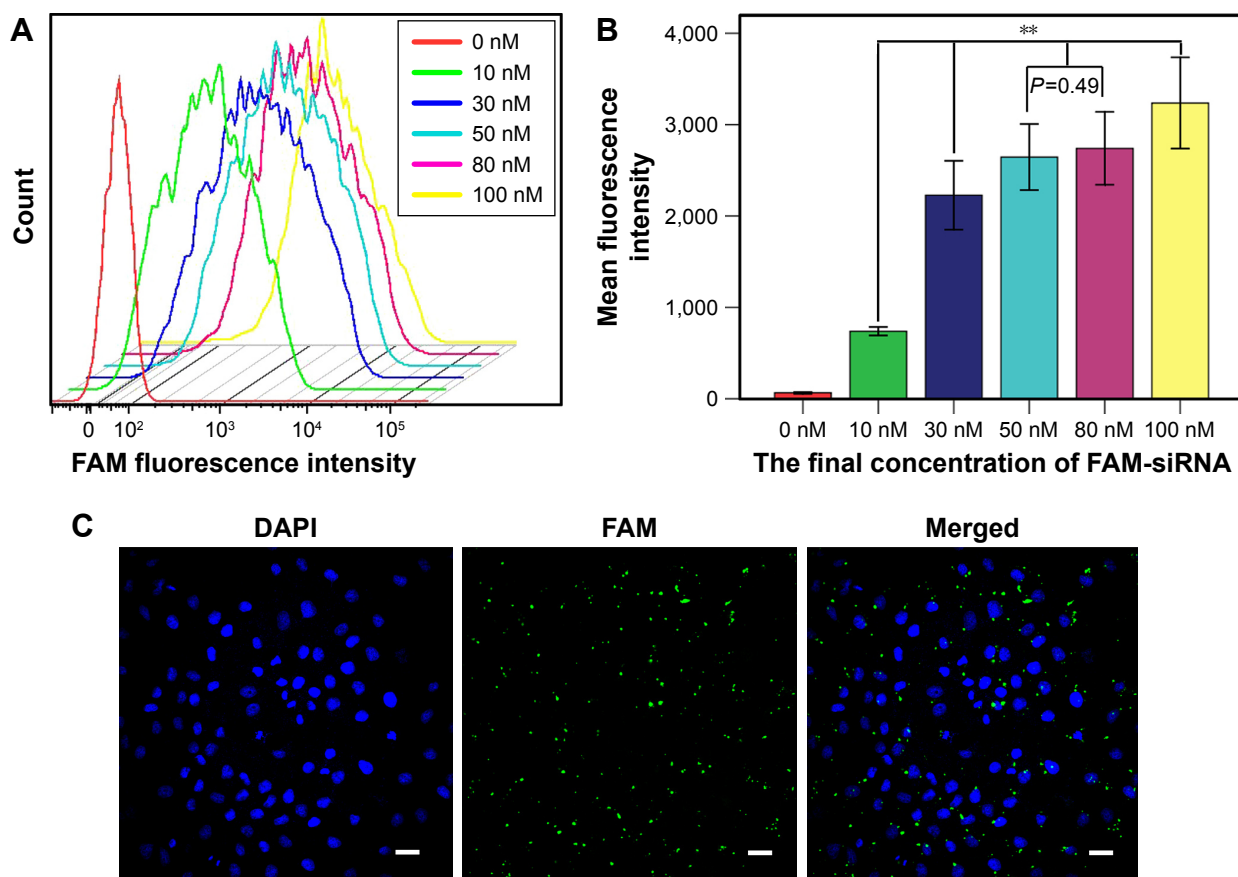 A
0 nM
10 nM
30 nM
50 nM
80 nM
100 nM
Count
0 10² 10³ 10⁴ 10⁵
FAM fluorescence intensity
B
**
P=0.49
4,000
3,000
2,000
1,000
0
Mean fluorescence
intensity
0 nM 10 nM 30 nM 50 nM 80 nM 100 nM
The final concentration of FAM-siRNA
C
DAPI FAM Merged